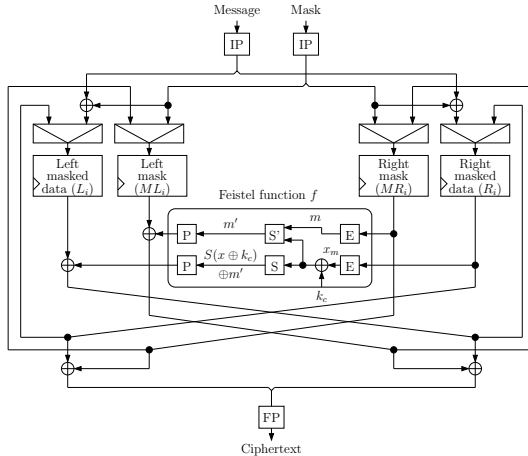 Message Mask
IP IP
Left masked data (L_i)
Left mask (ML_i)
Right mask (MR_i)
Right masked data (R_i)
Feistel function f
P m′ S' m E
P S(x ⊕ k_c) ⊕m′ S x_m E
k_c
FP
Ciphertext